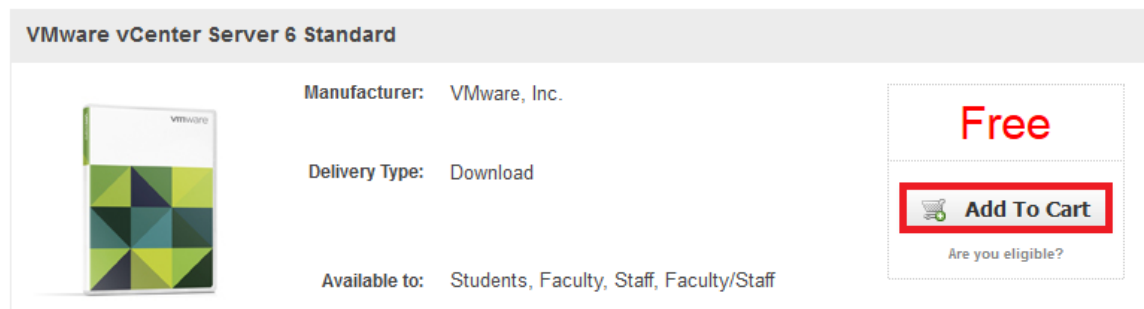 VMware vCenter Server 6 Standard
vmware
Manufacturer: VMware, Inc.
Free
Delivery Type: Download
Add To Cart
Are you eligible?
Available to: Students, Faculty, Staff, Faculty/Staff